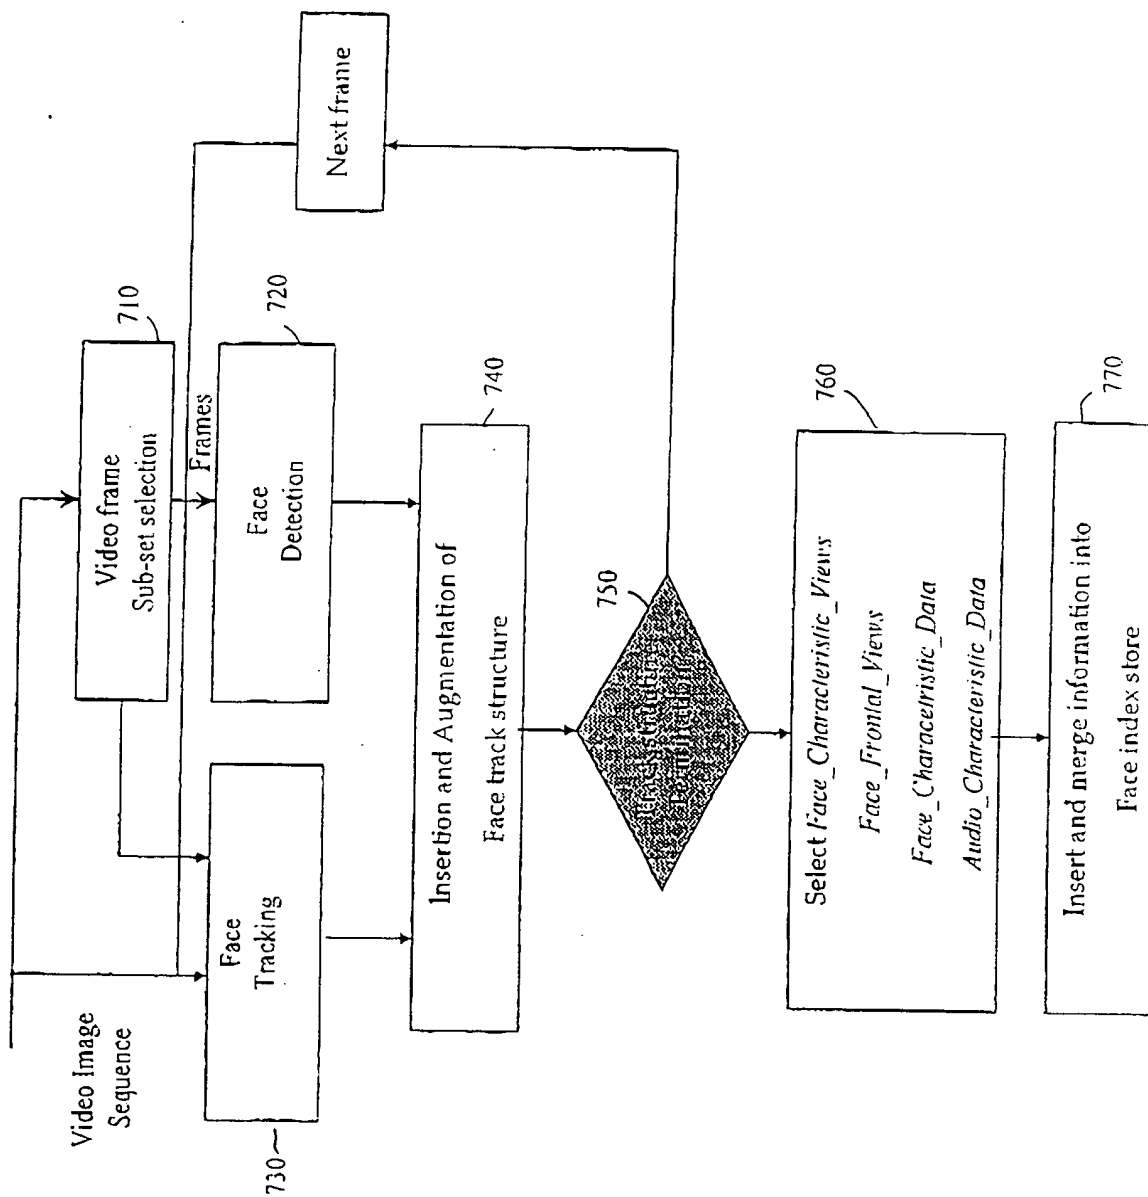 Video Image
Sequence
Video frame
Sub-set selection
710
Frames
Face
Tracking
730
Face
Detection
720
Next frame
Insertion and Augmentation of
Face track structure
740
750
Select Face_Characteristic_Views
Face_Frontal_Views
Face_Characeristic_Data
Audio_Characteristic_Data
760
Insert and merge information into
Face index store
770